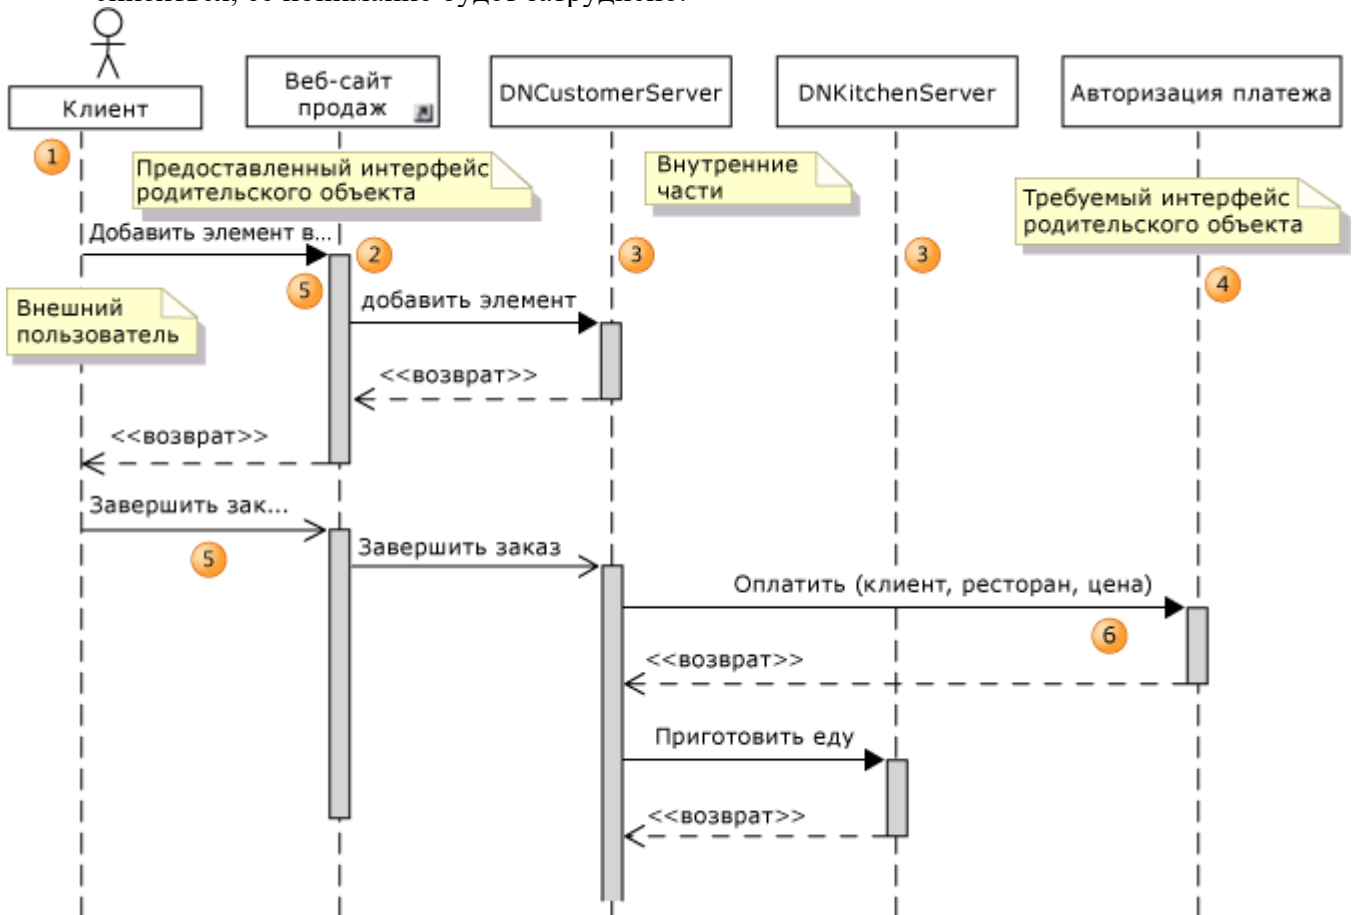 Клиент
Веб-сайт
продаж
DNCustomerServer
DNKitchenServer
Авторизация платежа
1
Предоставленный интерфейс
родительского объекта
Внутренние
части
Требуемый интерфейс
родительского объекта
Добавить элемент в...
2
3
3
4
5
Внешний
пользователь
добавить элемент
<<возврат>>
<<возврат>>
Завершить зак...
5
Завершить заказ
Оплатить (клиент, ресторан, цена)
6
<<возврат>>
Приготовить еду
<<возврат>>